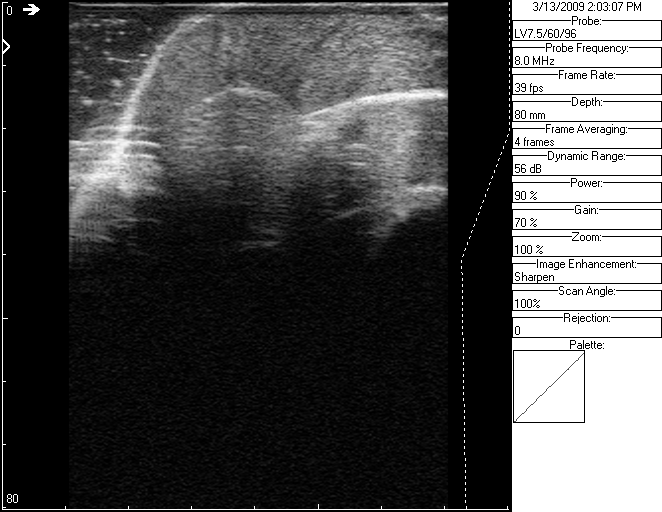 0
80
3/13/2009 2:03:07 PM
Probe:
LV7.5/60/96
Probe Frequency:
8.0 MHz
Frame Rate:
39 fps
Depth:
80 mm
Frame Averaging:
4 frames
Dynamic Range:
56 dB
Power:
90 %
Gain:
70 %
Zoom:
100 %
Image Enhancement:
Sharpen
Scan Angle:
100%
Rejection:
0
Palette: